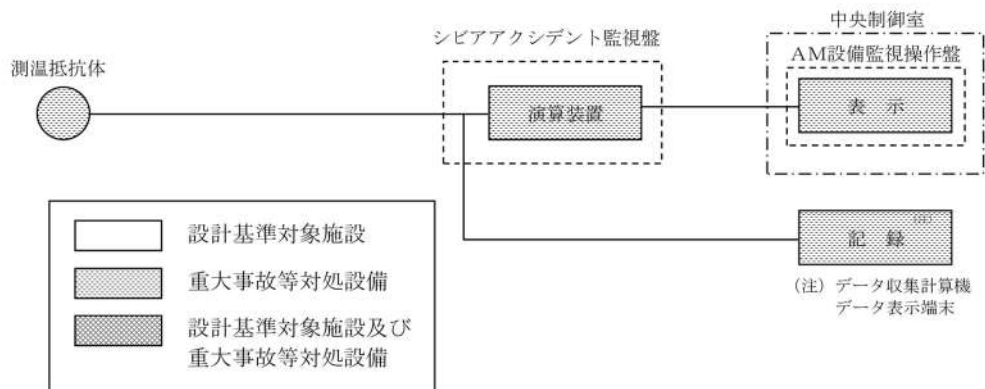 中央制御室
シビアアクシデント監視盤
AM設備監視操作盤
測温抵抗体
演算装置
表 示
(注)
記 録
(注) データ収集計算機
データ表示端末
設計基準対象施設
重大事故等対処設備
設計基準対象施設及び
重大事故等対処設備